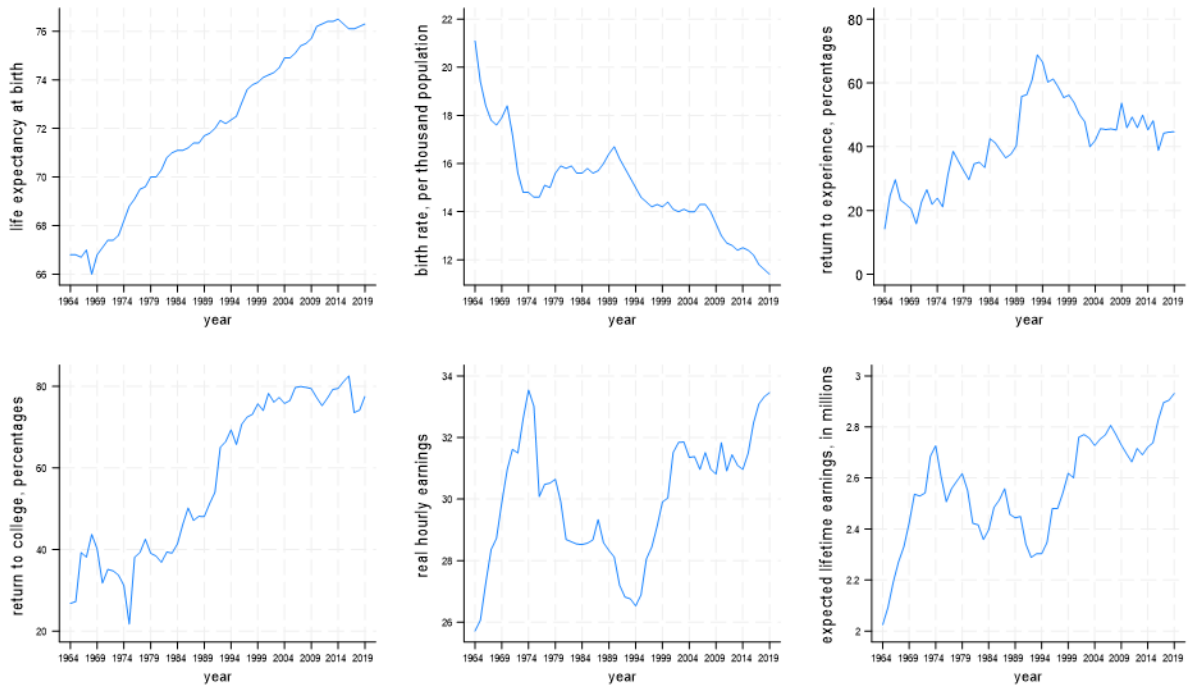 life expectancy at birth
76
74
72
70
68
66
1964 1969 1974 1979 1984 1989 1994 1999 2004 2009 2014 2019
year
birth rate, per thousand population
22
20
18
16
14
12
1964 1969 1974 1979 1984 1989 1994 1999 2004 2009 2014 2019
year
return to experience, percentages
80
60
40
20
0
1964 1969 1974 1979 1984 1989 1994 1999 2004 2009 2014 2019
year
return to college, percentages
80
60
40
20
1964 1969 1974 1979 1984 1989 1994 1999 2004 2009 2014 2019
year
real hourly earnings
34
32
30
28
26
1964 1969 1974 1979 1984 1989 1994 1999 2004 2009 2014 2019
year
expected lifetime earnings, in millions
3
2.8
2.6
2.4
2.2
2
1964 1969 1974 1979 1984 1989 1994 1999 2004 2009 2014 2019
year